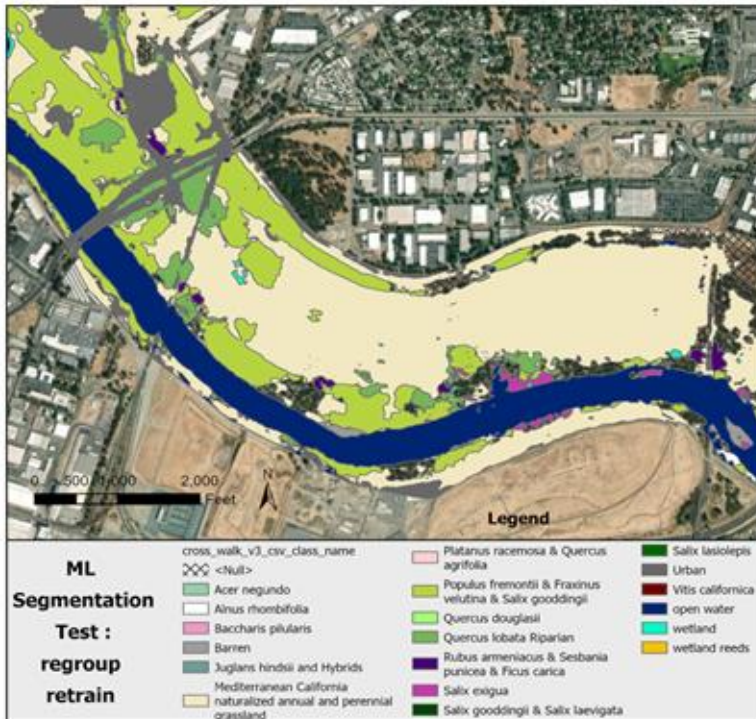 0 500 1,000 2,000
Feet
N
Legend
ML
Segmentation
Test :
regroup
retrain
cross_walk_v3_csv_class_name
<Null>
Acer negundo
Alnus rhombifolia
Baccharis pilularis
Barren
Juglans hindsii and Hybrids
Mediterranean California
naturalized annual and perennial
grassland
Platanus racemosa & Quercus
agrifolia
Populus fremontii & Fraxinus
velutina & Salix gooddingii
Quercus douglasii
Quercus lobata Riparian
Rubus armeniacus & Sesbania
punicea & Ficus carica
Salix exigua
Salix gooddingii & Salix laevigata
Salix lasiolepis
Urban
Vitis californica
open water
wetland
wetland reeds